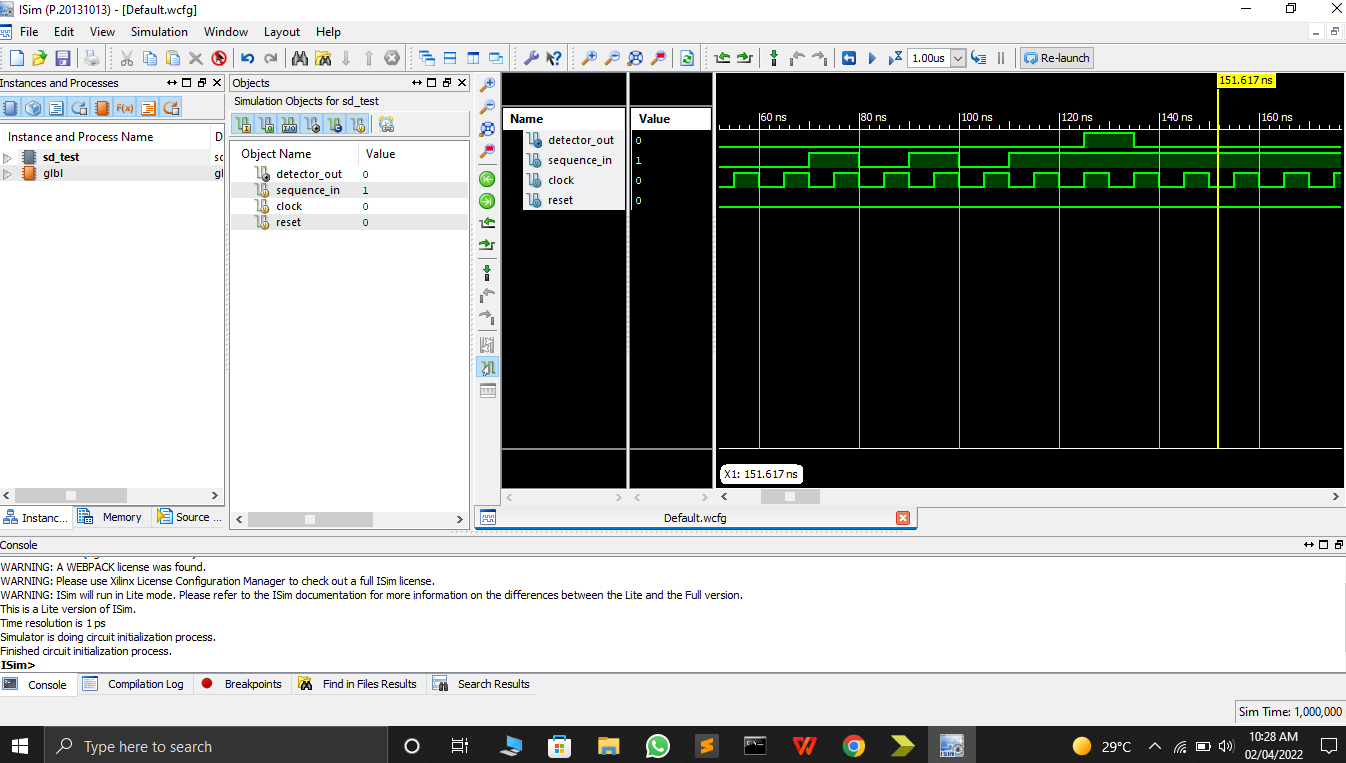 ISim (P.20131013) - [Default.wcfg]
File Edit View Simulation Window Layout Help
1.00us Re-launch
Instances and Processes
Instance and Process Name D
sd_test sc
glbl gl
Instanc... Memory Source ...
Objects
Simulation Objects for sd_test
Object Name Value
detector_out 0
sequence_in 1
clock 0
reset 0
Name Value
detector_out 0
sequence_in 1
clock 0
reset 0
151.617 ns
60 ns 80 ns 100 ns 120 ns 140 ns 160 ns
X1: 151.617 ns
Default.wcfg
Console
WARNING: A WEBPACK license was found.
WARNING: Please use Xilinx License Configuration Manager to check out a full ISim license.
WARNING: ISim will run in Lite mode. Please refer to the ISim documentation for more information on the differences between the Lite and the Full version.
This is a Lite version of ISim.
Time resolution is 1 ps
Simulator is doing circuit initialization process.
Finished circuit initialization process.
ISim>
Console Compilation Log Breakpoints Find in Files Results Search Results
Sim Time: 1,000,000
Type here to search
29°C
10:28 AM
02/04/2022